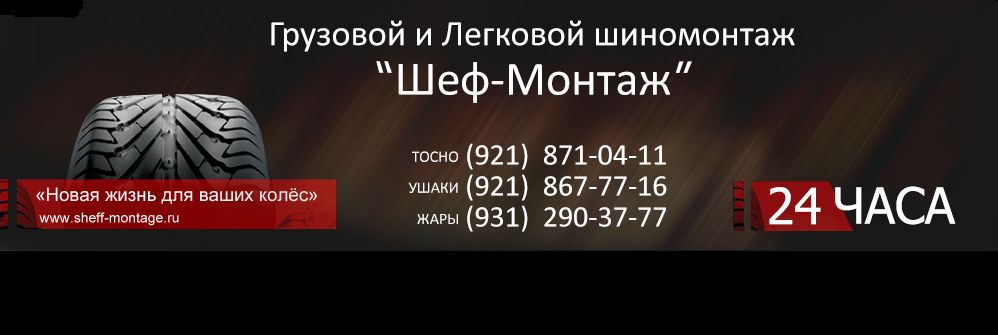 Грузовой и Легковой шиномонтаж
“Шеф-Монтаж”
ТОСНО (921) 871-04-11
УШАКИ (921) 867-77-16
ЖАРЫ (931) 290-37-77
«Новая жизнь для ваших колёс»
www.sheff-montage.ru
24 ЧАСА